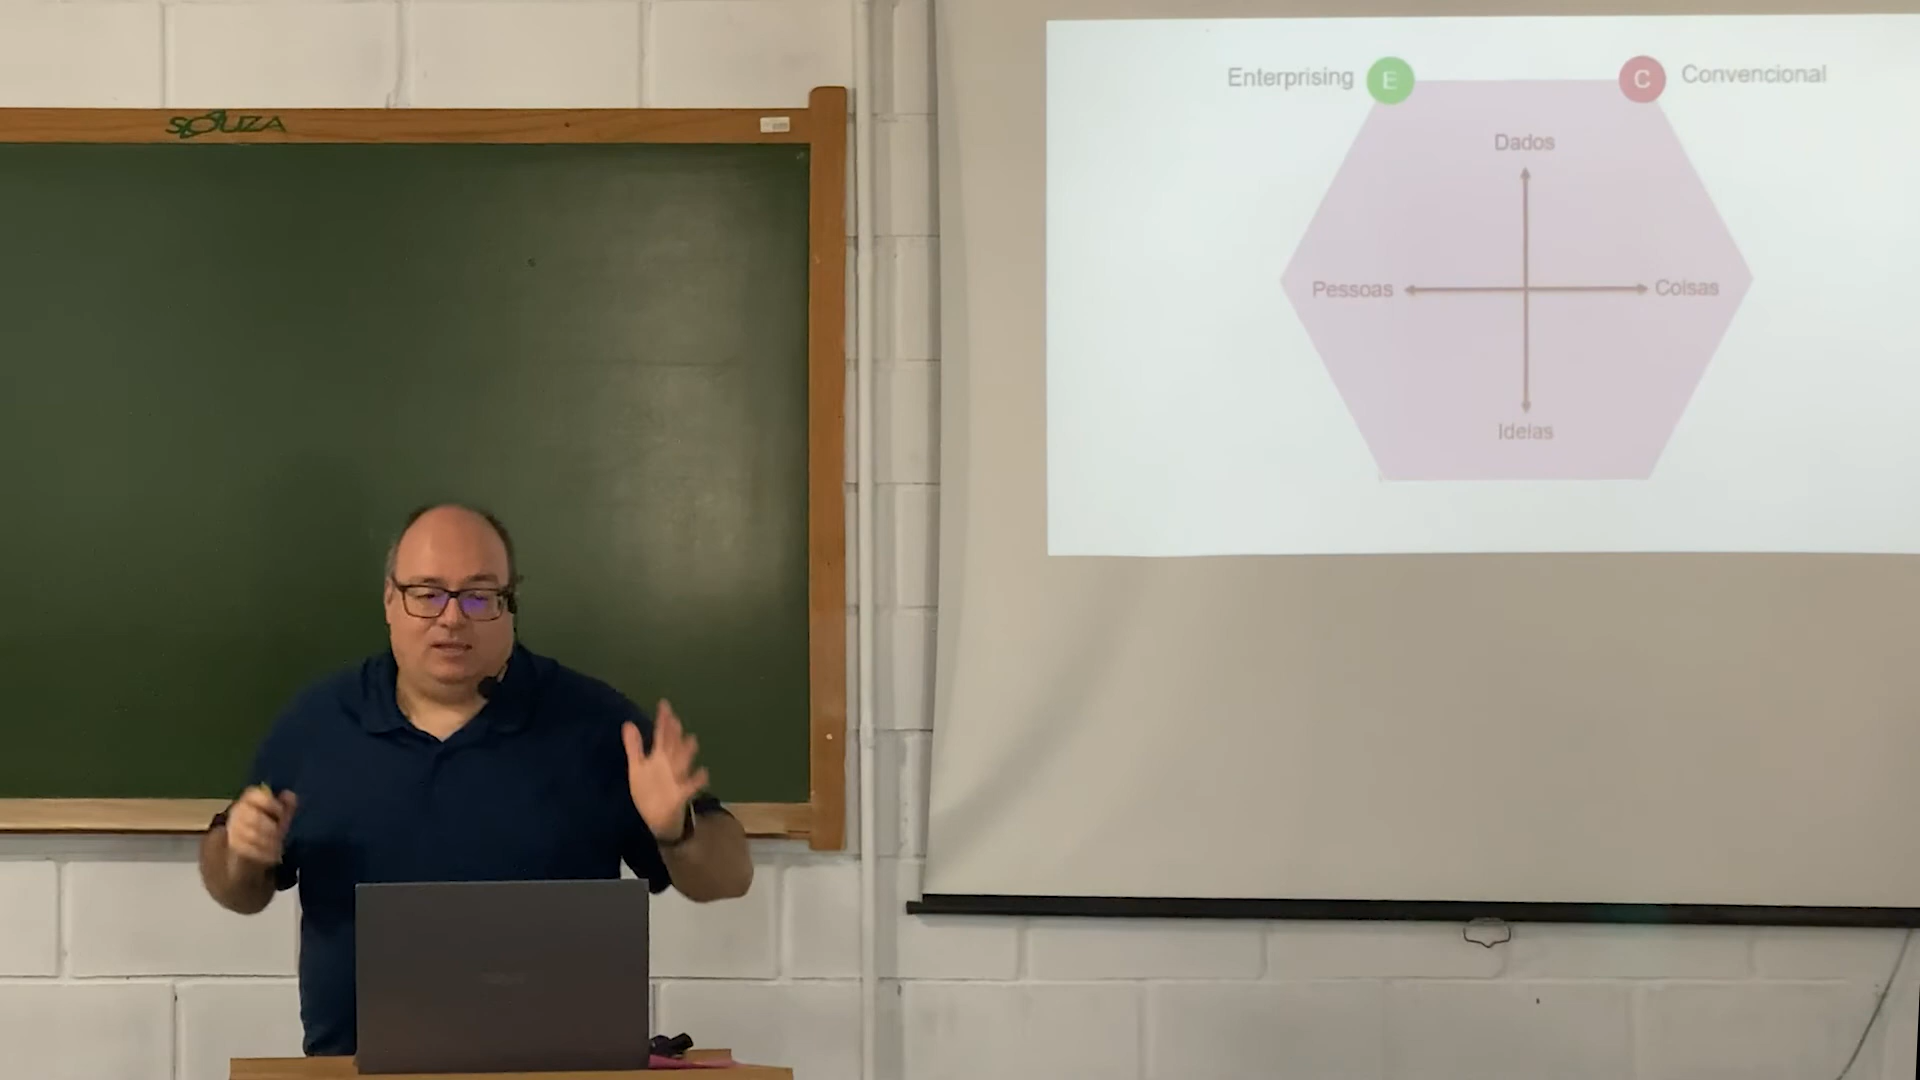 SOUZA
Enterprising E
C Convencional
Dados
Pessoas
Coisas
Ideias